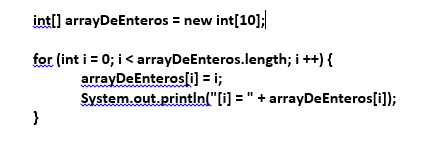 int[] arrayDeEnteros = new int[10];
for (int i = 0; i < arrayDeEnteros.length; i ++) {
arrayDeEnteros[i] = i;
System.out.println("[i] = " + arrayDeEnteros[i]);
}